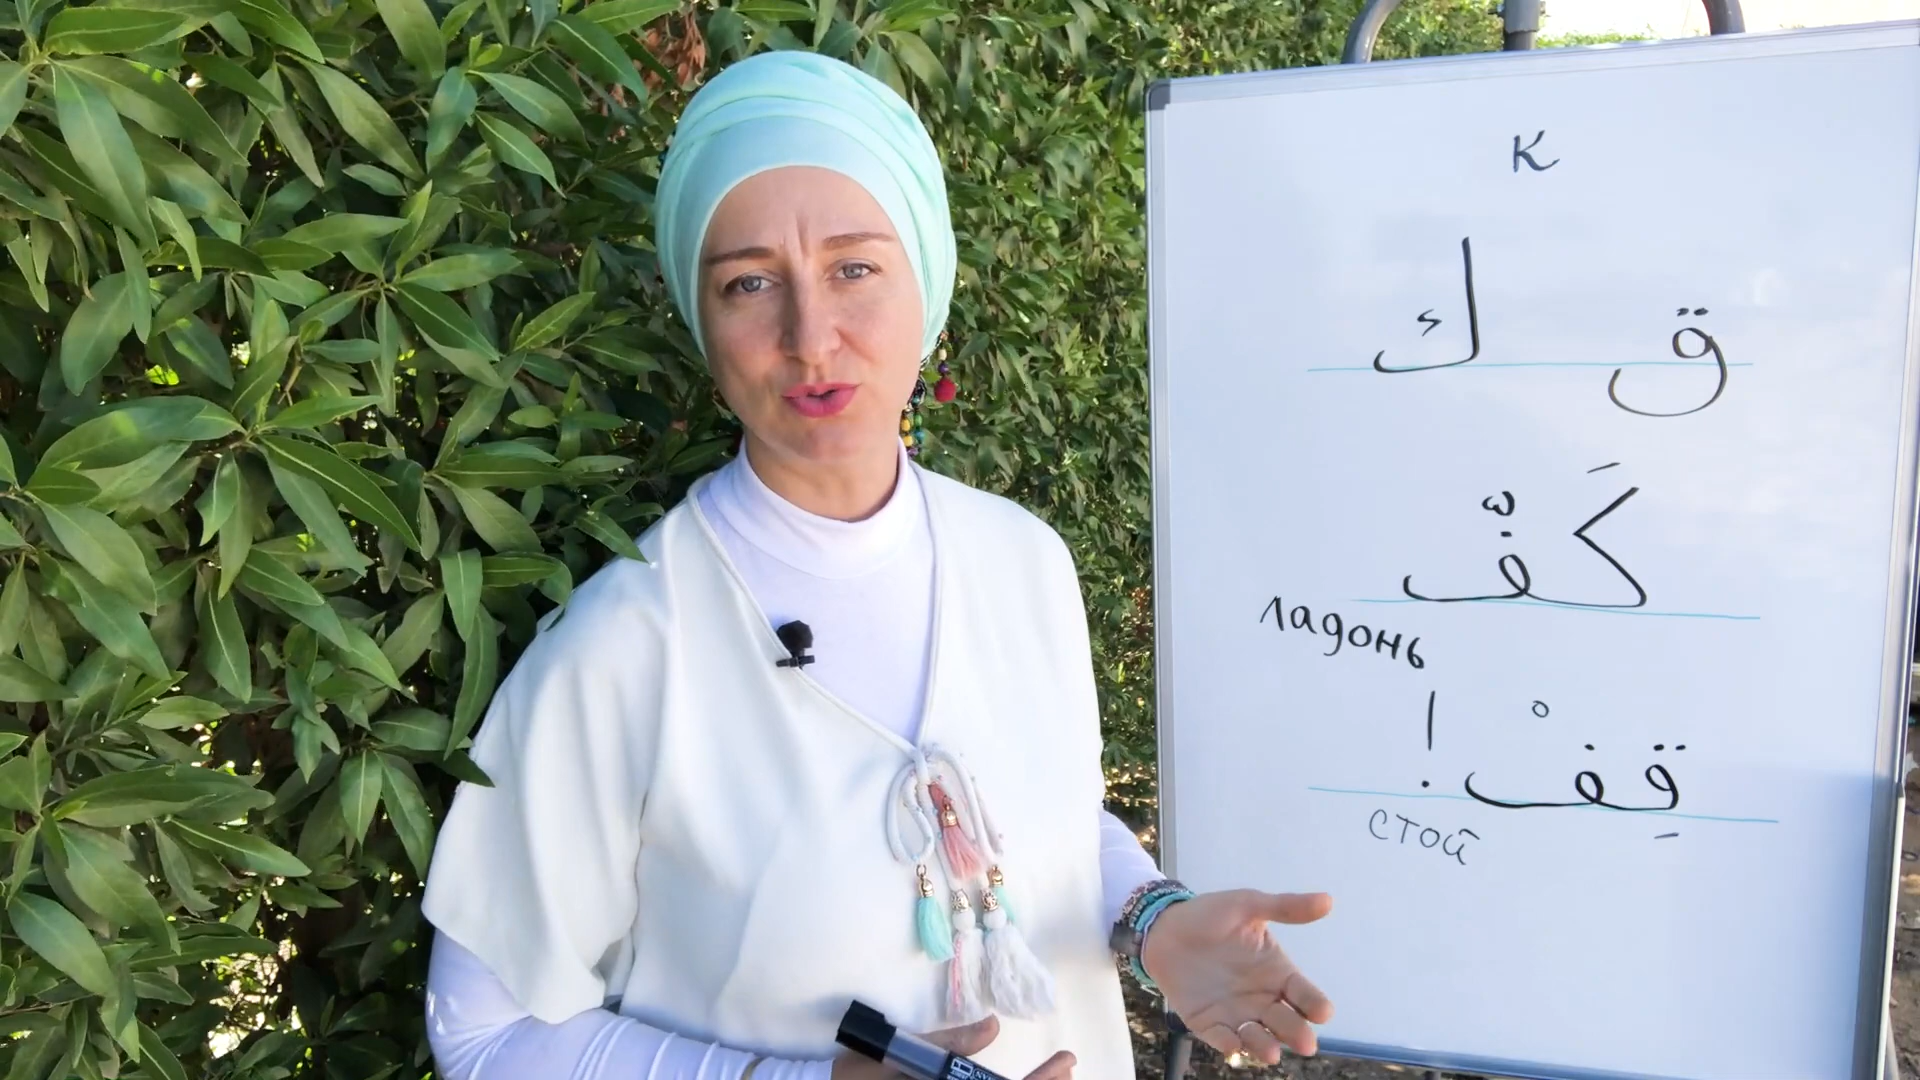 к
ق ك
كَفّ
ладонь
قِفْ!
стой